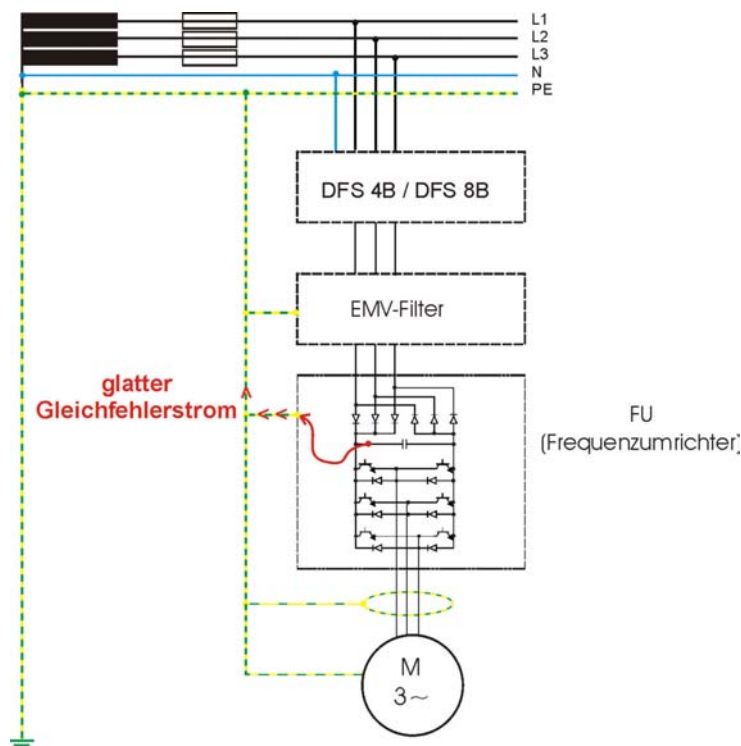 L1
L2
L3
N
PE
DFS 4B / DFS 8B
EMV-Filter
glatter
Gleichfehlerstrom
FU
(Frequenzumrichter)
M
3~